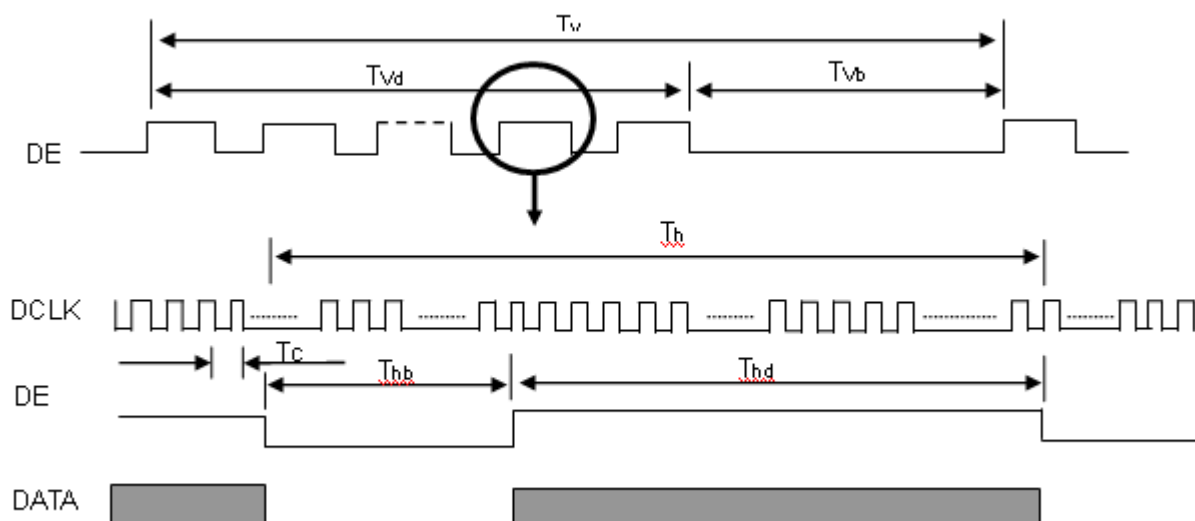 Tv
TVd
TVb
DE
Th
DCLK
TC
Thb
Thd
DE
DATA